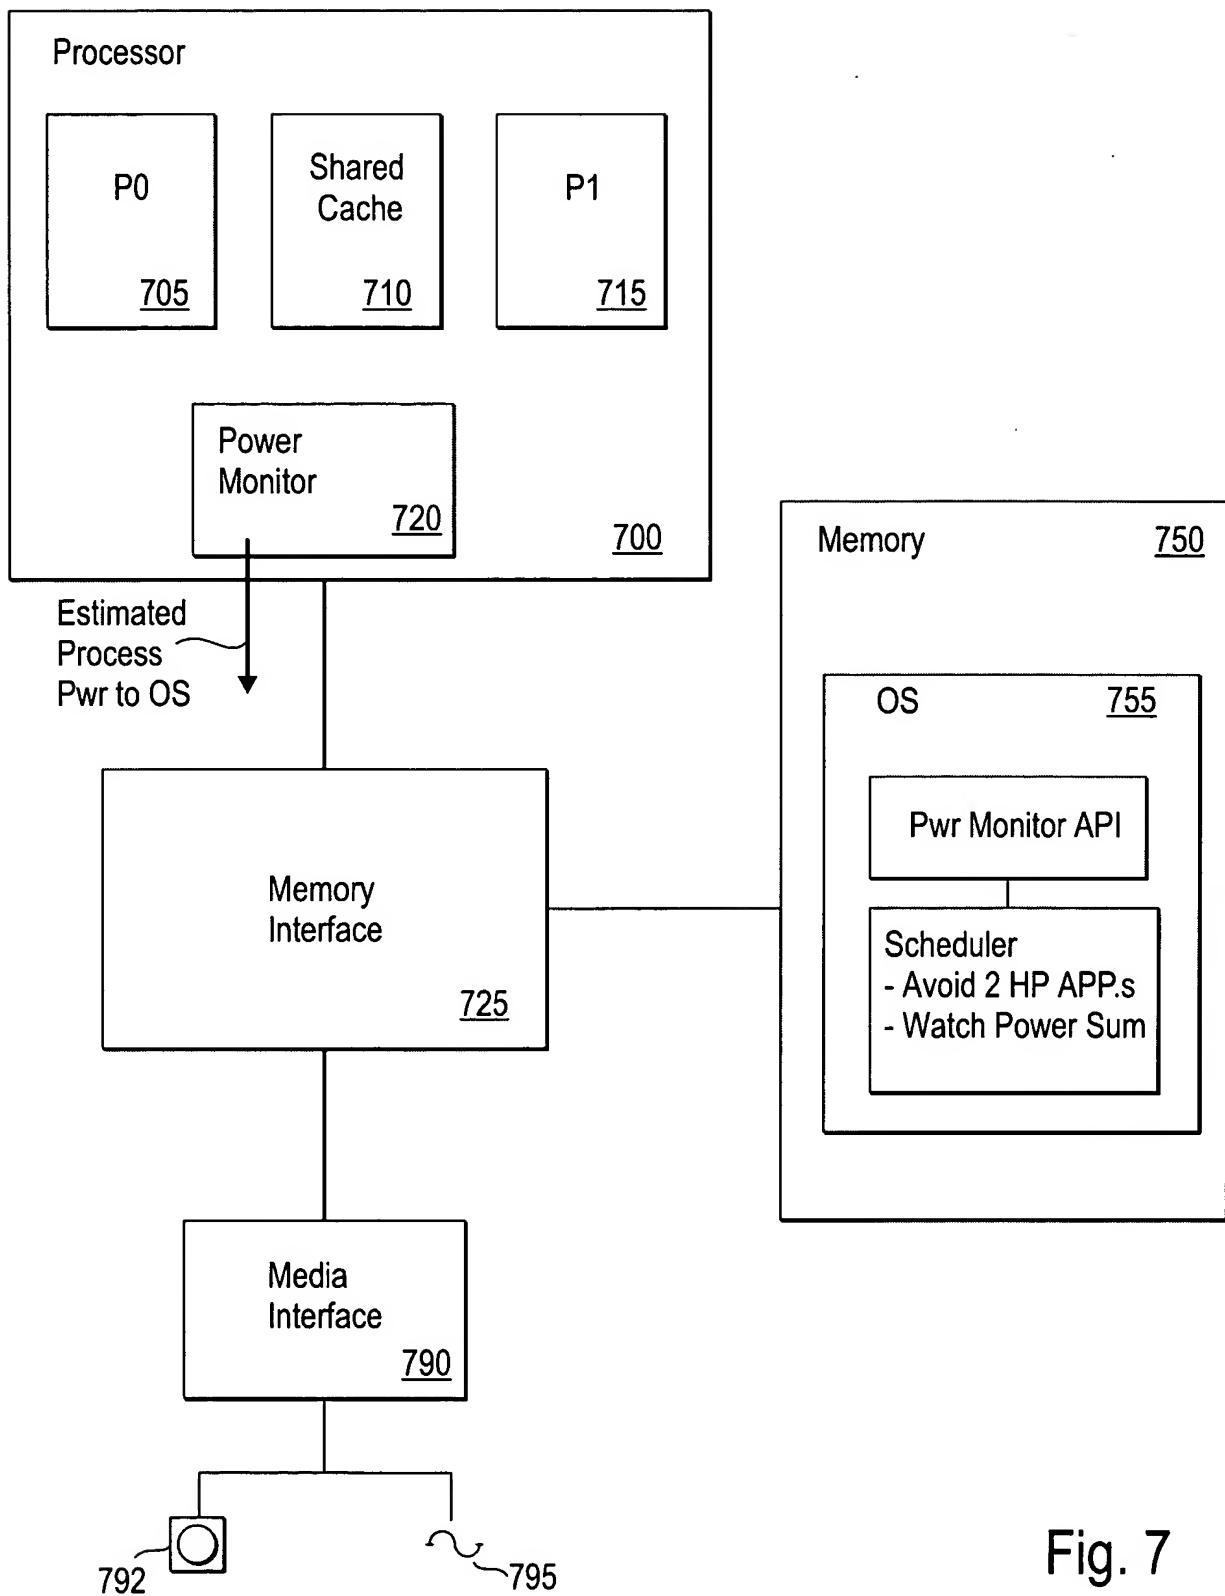 Processor
P0
705
Shared
Cache
710
P1
715
Power
Monitor
720
700
Estimated
Process
Pwr to OS
Memory
750
OS
755
Pwr Monitor API
Scheduler
- Avoid 2 HP APP.s
- Watch Power Sum
Memory
Interface
725
Media
Interface
790
792
795
Fig. 7